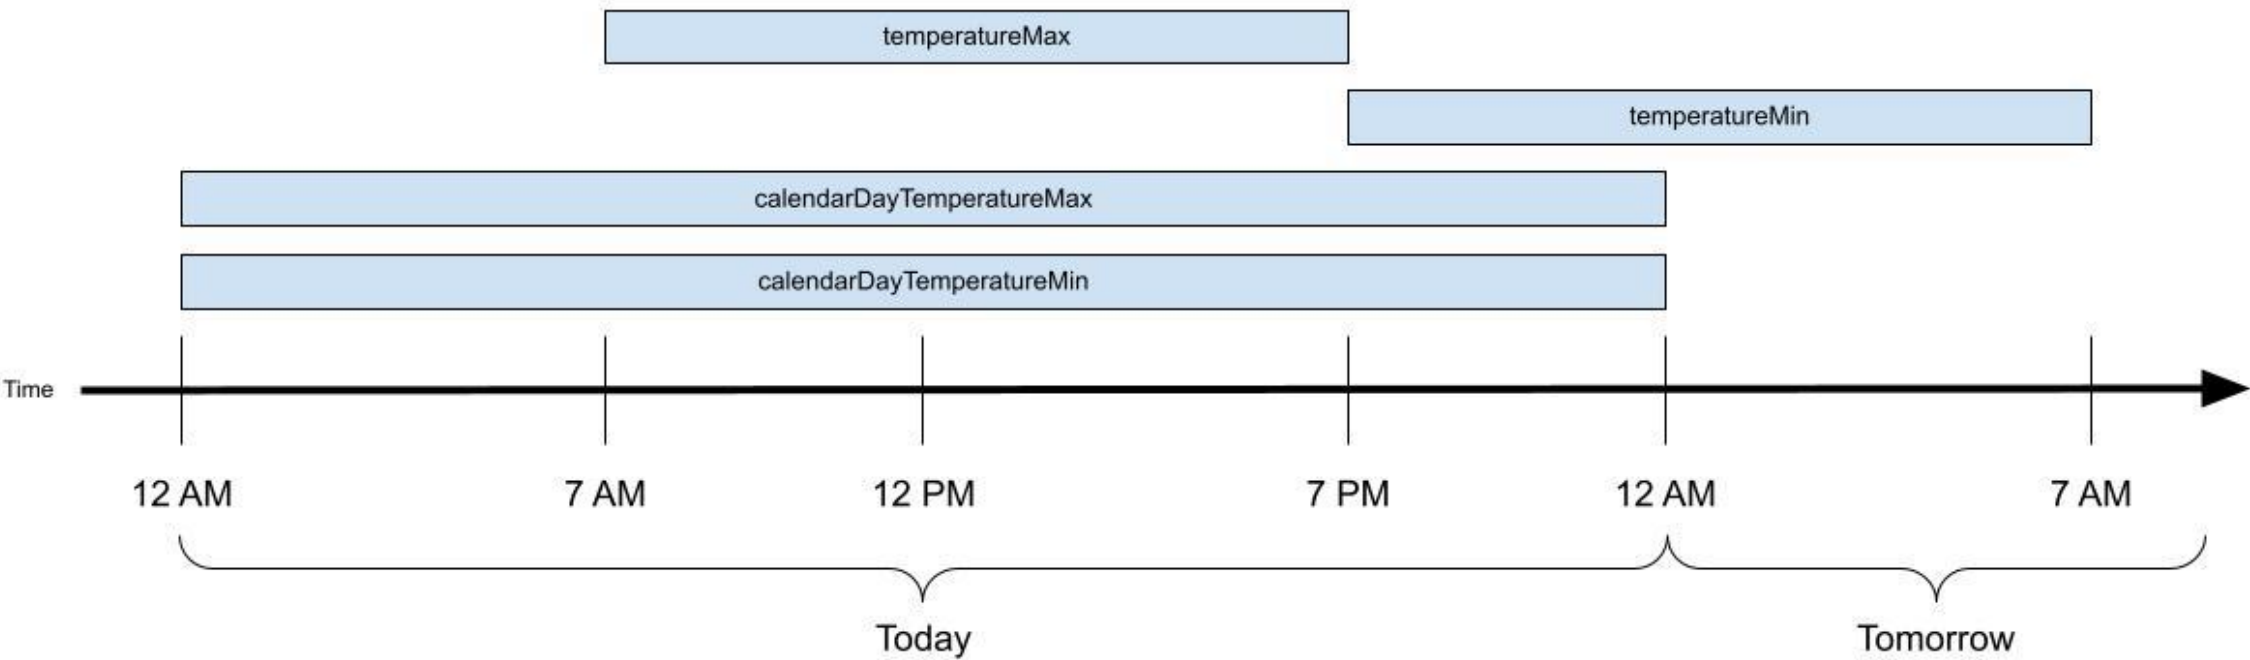 temperatureMax
temperatureMin
calendarDayTemperatureMax
calendarDayTemperatureMin
Time
12 AM 7 AM 12 PM 7 PM 12 AM 7 AM
Today Tomorrow